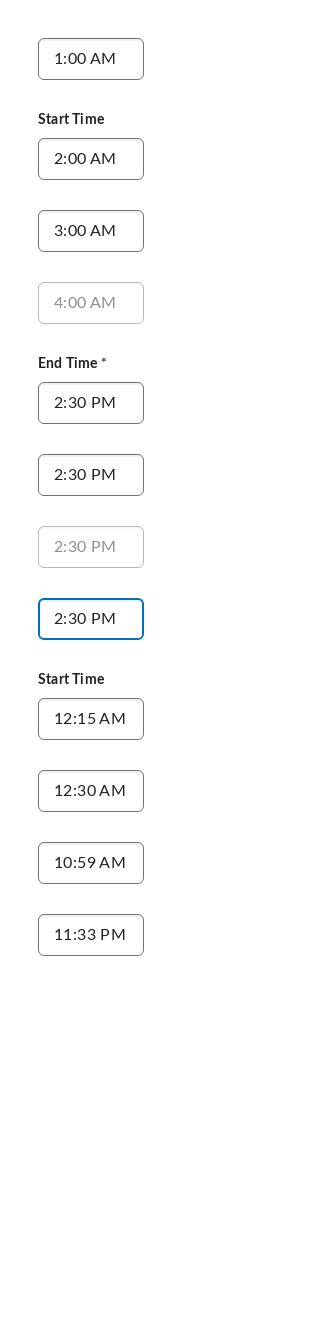 1:00 AM
Start Time
2:00 AM
3:00 AM
4:00 AM
End Time *
2:30 PM
2:30 PM
2:30 PM
2:30 PM
Start Time
12:15 AM
12:30 AM
10:59 AM
11:33 PM